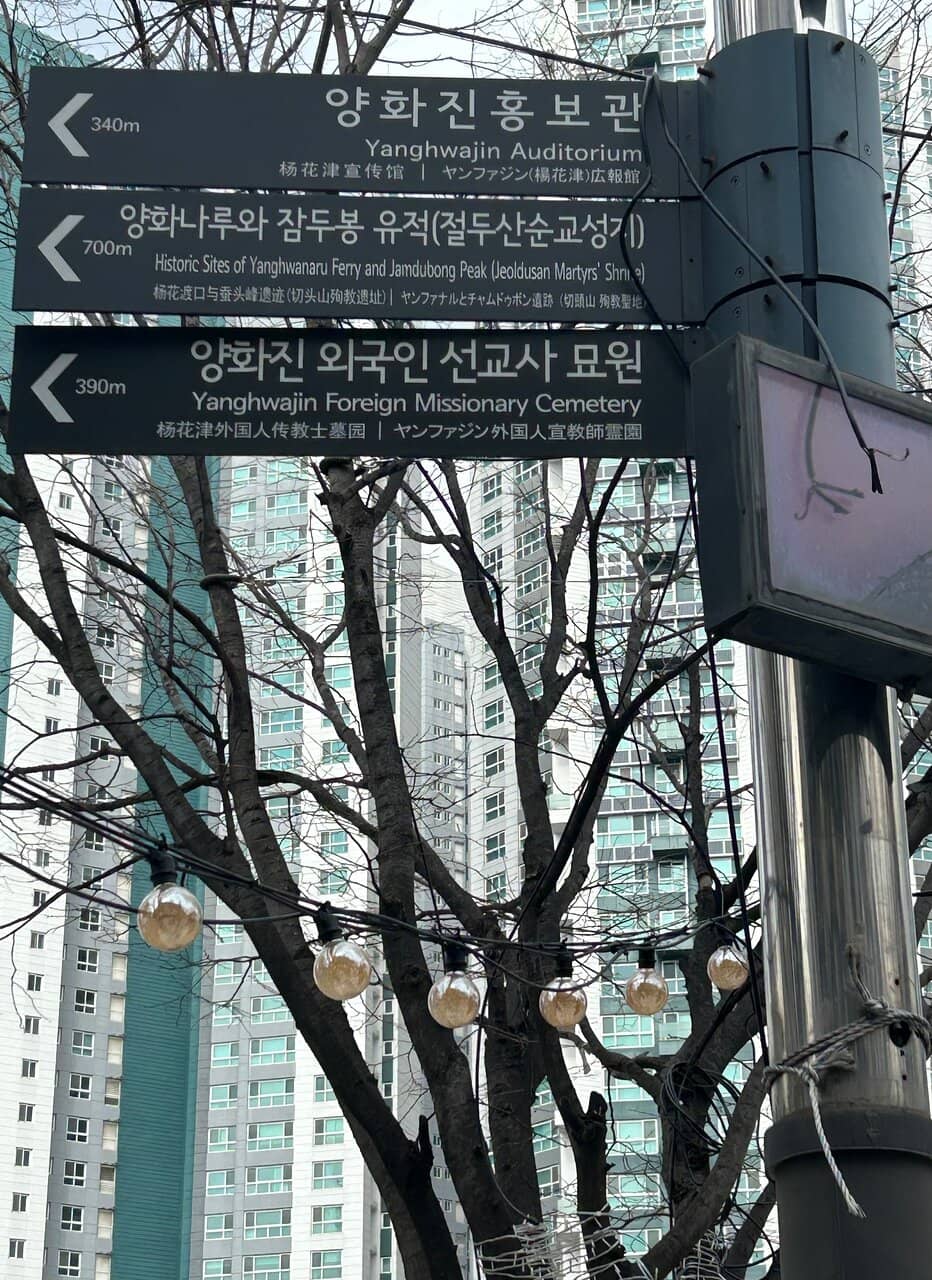 340m
양화진홍보관
Yanghwajin Auditorium
杨花津宣传馆 | ヤンファジン(楊花津)広報館
700m
양화나루와 잠두봉 유적(절두산순교성지)
Historic Sites of Yanghwanaru Ferry and Jamdubong Peak (Jeoldusan Martyrs' Shrine)
杨花渡口与蚕头峰遗迹(切头山殉教遗址) | ヤンファナルとチャムドゥボン遺跡 (切頭山 殉教聖地)
390m
양화진 외국인 선교사 묘원
Yanghwajin Foreign Missionary Cemetery
杨花津外国人传教士墓园 | ヤンファジン外国人宣教師霊園